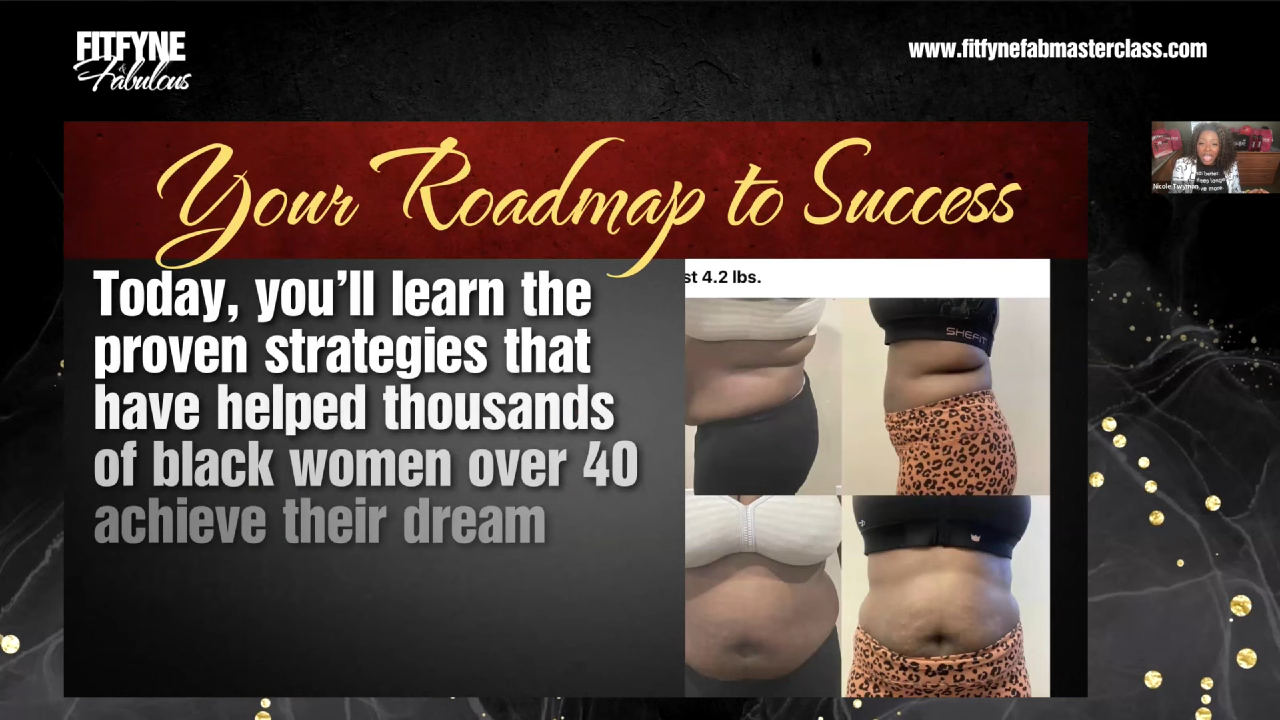 FITFYNE
&
Fabulous
www.fitfynefabmasterclass.com
Your Roadmap to Success
Today, you’ll learn the
proven strategies that
have helped thousands
of black women over 40
achieve their dream
st 4.2 lbs.
SHEFIT
Nicole Twyman